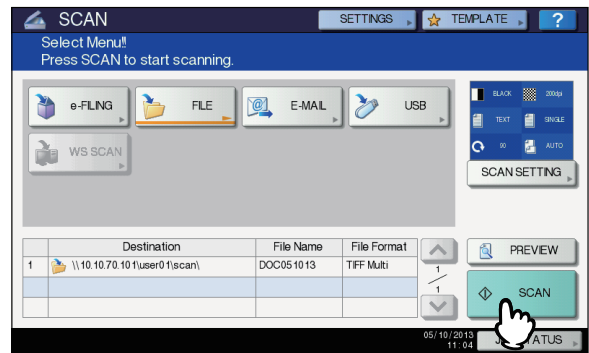 SCAN
SETTINGS
TEMPLATE
?
Select Menu!!
Press SCAN to start scanning.
e-FILING
FILE
@
E-MAIL
USB
WS SCAN
BLACK
200dpi
TEXT
SINGLE
90
AUTO
SCAN SETTING
Destination File Name File Format
1 \\10.10.70.101\user01\scan\ DOC051013 TIFF Multi
1
1
PREVIEW
SCAN
05/10/2013
11:04